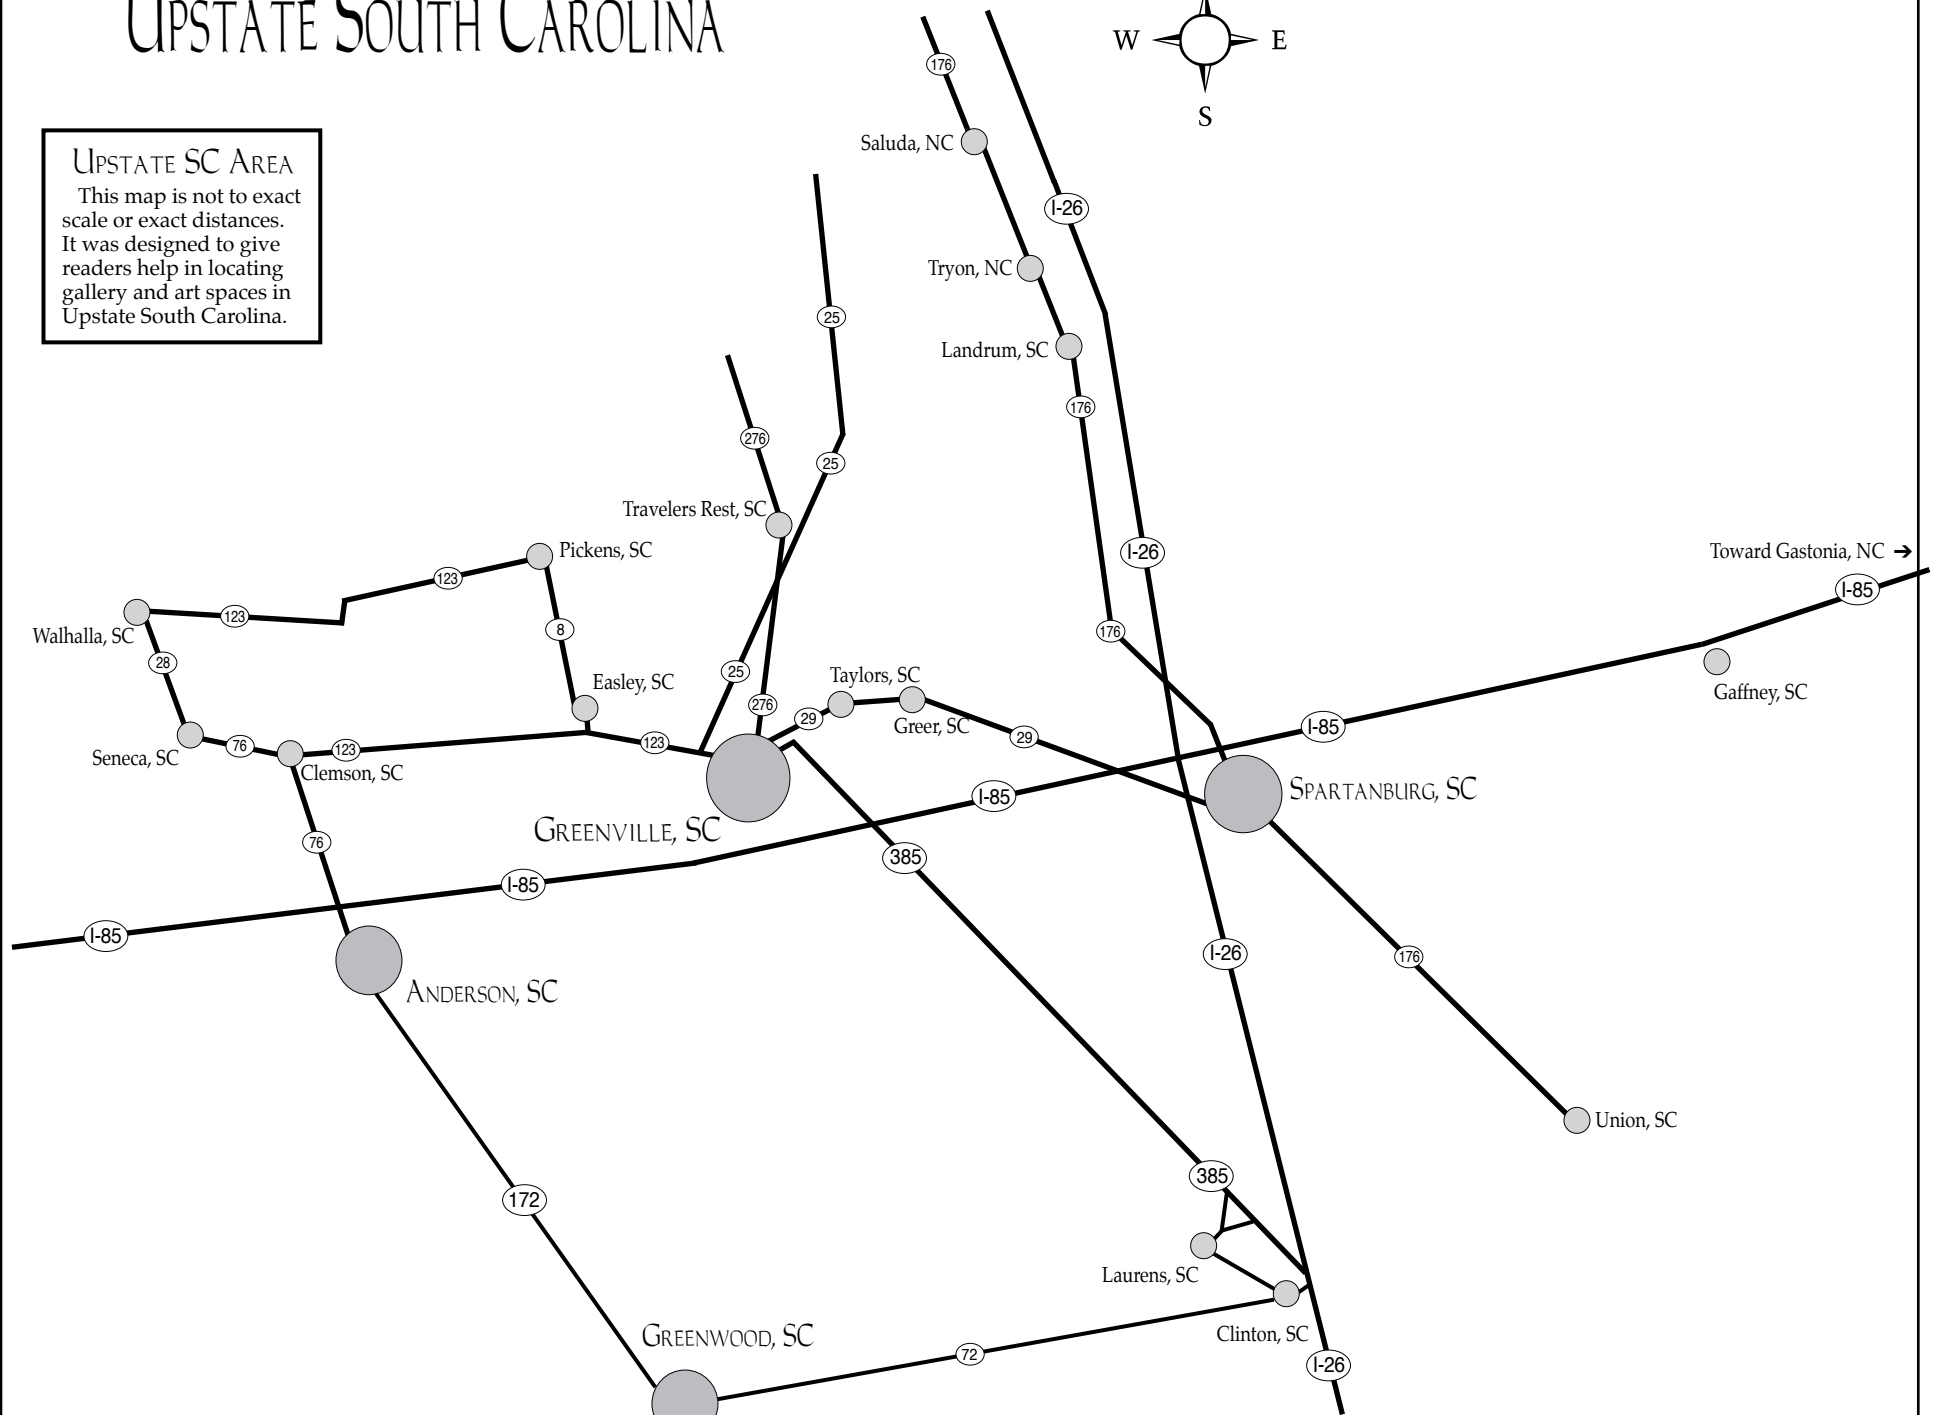 UPSTATE SOUTH CAROLINA
W
E
S
UPSTATE SC AREA
This map is not to exact
scale or exact distances.
It was designed to give
readers help in locating
gallery and art spaces in
Upstate South Carolina.
176
Saluda, NC
I-26
Tryon, NC
25
Landrum, SC
176
276
25
Travelers Rest, SC
Pickens, SC
I-26
Toward Gastonia, NC ➔
123
I-85
123
Walhalla, SC
8
176
28
25
Gaffney, SC
Easley, SC
Taylors, SC
276
29
Greer, SC
29
I-85
Seneca, SC
76
123
123
Clemson, SC
I-85
SPARTANBURG, SC
GREENVILLE, SC
76
385
I-85
I-85
I-26
176
ANDERSON, SC
Union, SC
385
172
Laurens, SC
GREENWOOD, SC
Clinton, SC
72
I-26